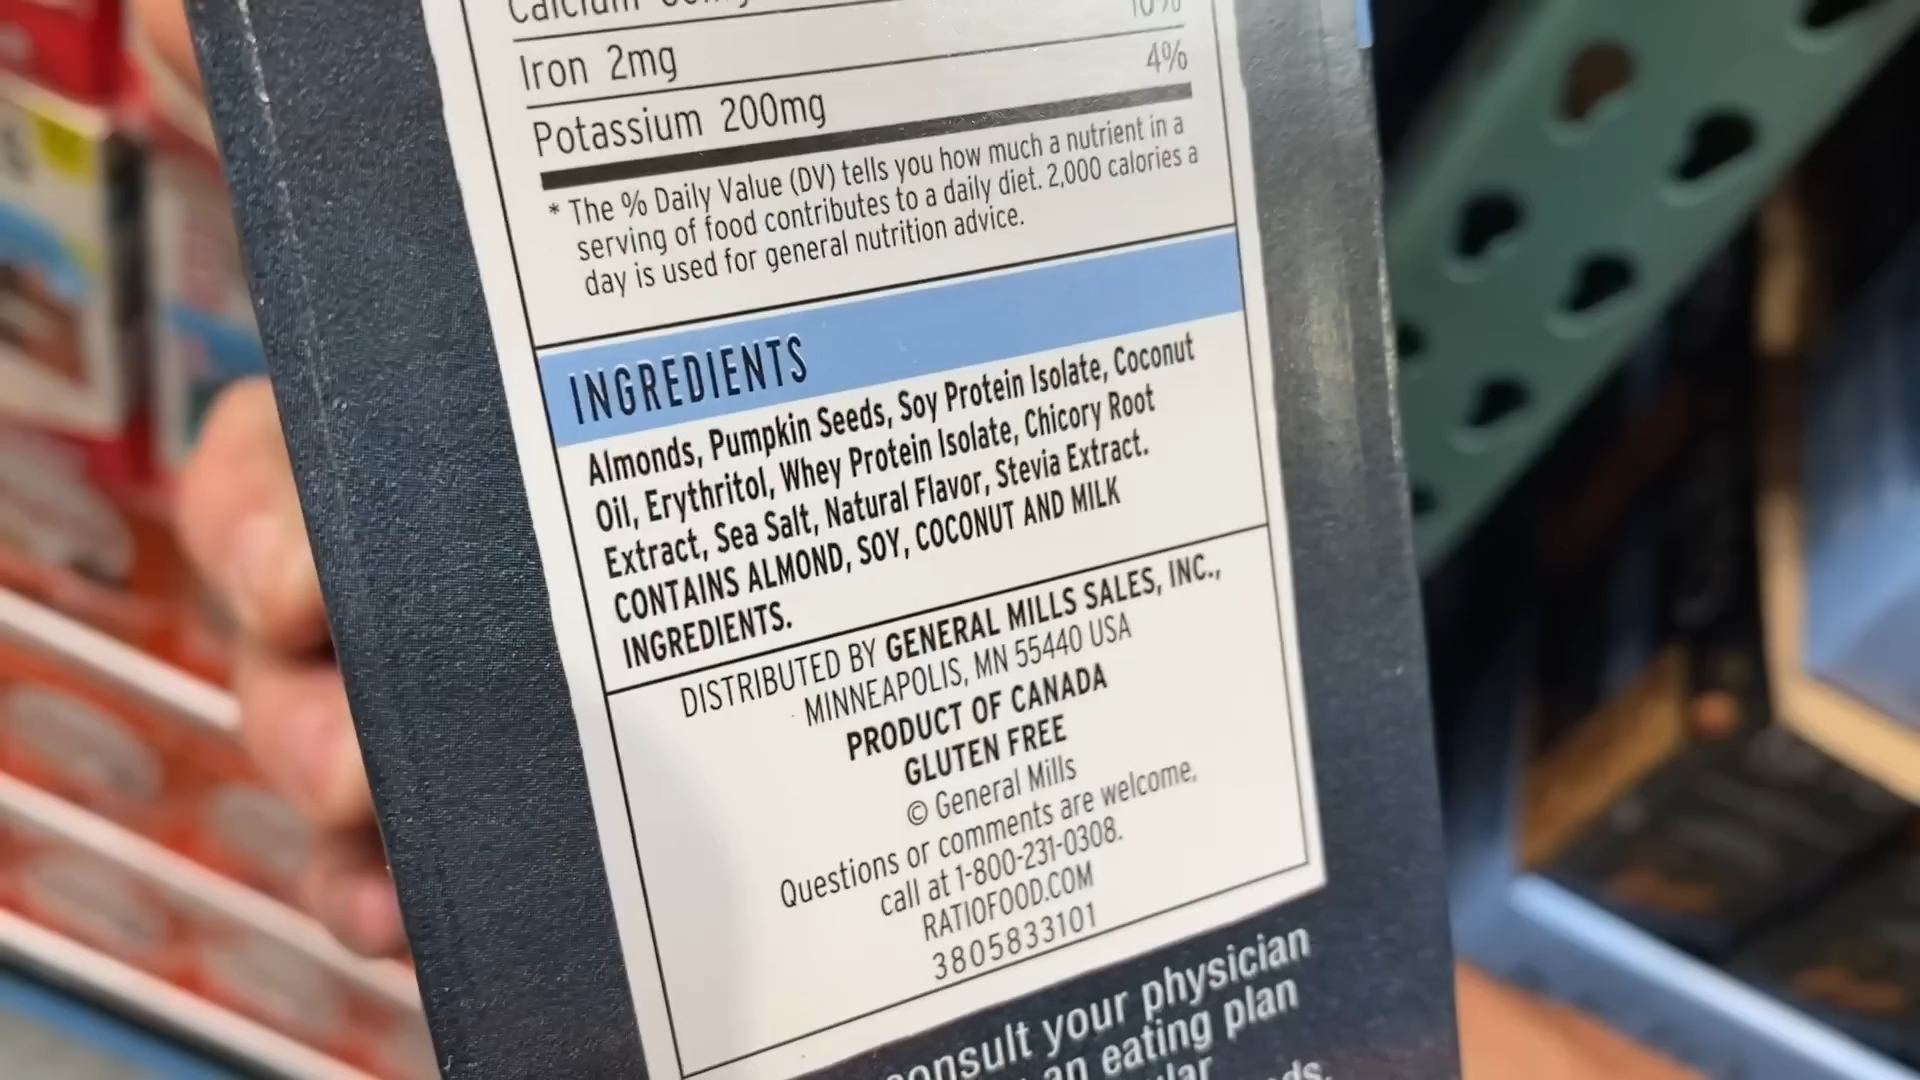 Calcium
10%
Iron 2mg
4%
Potassium 200mg
* The % Daily Value (DV) tells you how much a nutrient in a
serving of food contributes to a daily diet. 2,000 calories a
day is used for general nutrition advice.
INGREDIENTS
Almonds, Pumpkin Seeds, Soy Protein Isolate, Coconut
Oil, Erythritol, Whey Protein Isolate, Chicory Root
Extract, Sea Salt, Natural Flavor, Stevia Extract.
CONTAINS ALMOND, SOY, COCONUT AND MILK
INGREDIENTS.
DISTRIBUTED BY GENERAL MILLS SALES, INC.,
MINNEAPOLIS, MN 55440 USA
PRODUCT OF CANADA
GLUTEN FREE
© General Mills
Questions or comments are welcome,
call at 1-800-231-0308.
RATIOFOOD.COM
3805833101
consult your physician
an eating plan